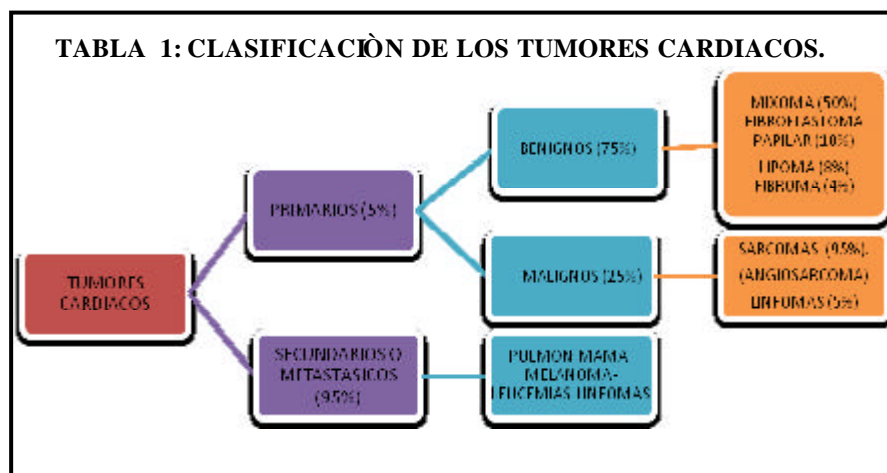 TABLA 1: CLASIFICACIÒN DE LOS TUMORES CARDIACOS.
TUMORES
CARDIACOS
PRIMARIOS (5%)
SECUNDARIOS O
METASTASICOS
(95%)
BENIGNOS (75%)
MALIGNOS (25%)
PULMON-MAMA
MELANOMA-
LEUCEMIAS-LINFOMAS
MIXOMA (50%)
FIBROELASTOMA
PAPILAR (10%)
LIPOMA (8%)
FIBROMA (4%)
SARCOMAS (95%).
(ANGIOSARCOMA)
LINFOMAS (5%)